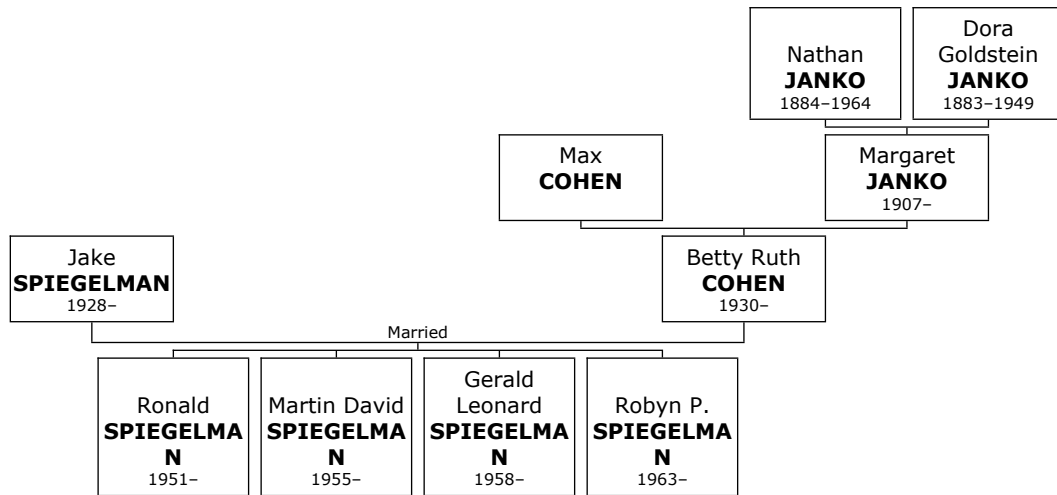 Nathan
JANKO
1884–1964
Dora
Goldstein
JANKO
1883–1949
Max
COHEN
Margaret
JANKO
1907–
Jake
SPIEGELMAN
1928–
Betty Ruth
COHEN
1930–
Married
Ronald
SPIEGELMA
N
1951–
Martin David
SPIEGELMA
N
1955–
Gerald
Leonard
SPIEGELMA
N
1958–
Robyn P.
SPIEGELMA
N
1963–